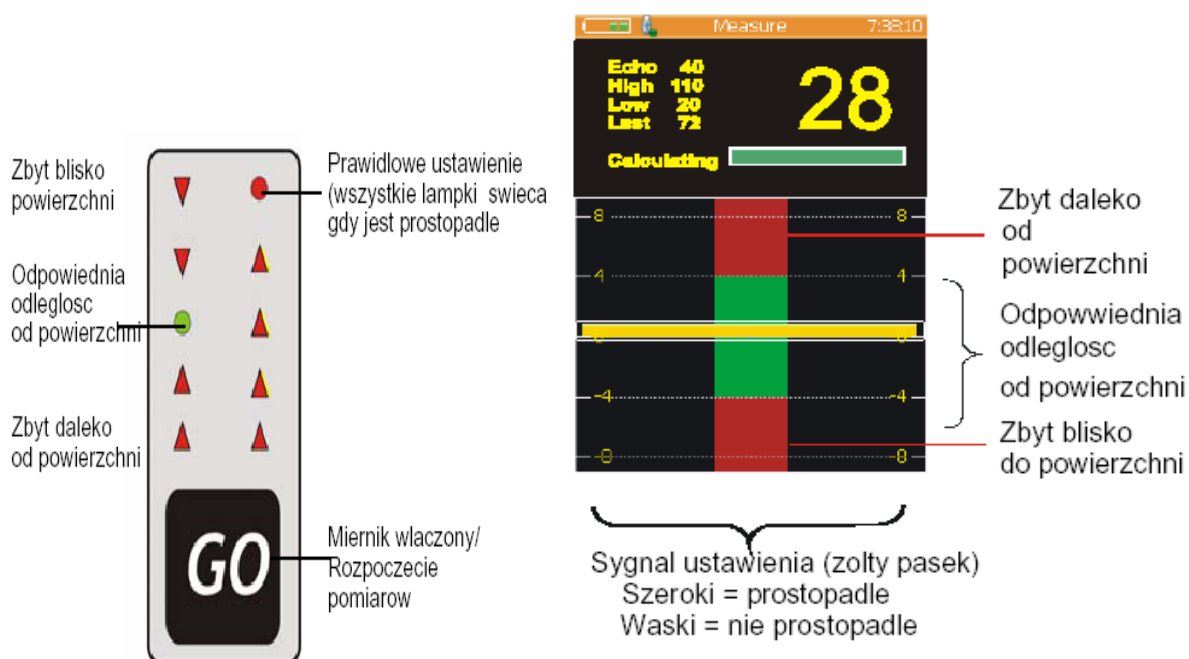 Zbyt blisko
powierzchni
Odpowiednia
odleglosc
od powierzchni
Zbyt daleko
od powierzchni
Prawidlowe ustawienie
(wszystkie lampki swieca
gdy jest prostopadle
GO
Miernik wlaczony/
Rozpoczecie
pomiarow
Measure 7:38:10
Echo 40
High 110
Low 20
Last 72
28
Calculating
8 8
4 4
0 0
-4 -4
-8 -8
Zbyt daleko
od
powierzchni
Odpowwiednia
odleglosc
od powierzchni
Zbyt blisko
do powierzchni
Sygnal ustawienia (zolty pasek)
Szeroki = prostopadle
Waski = nie prostopadle